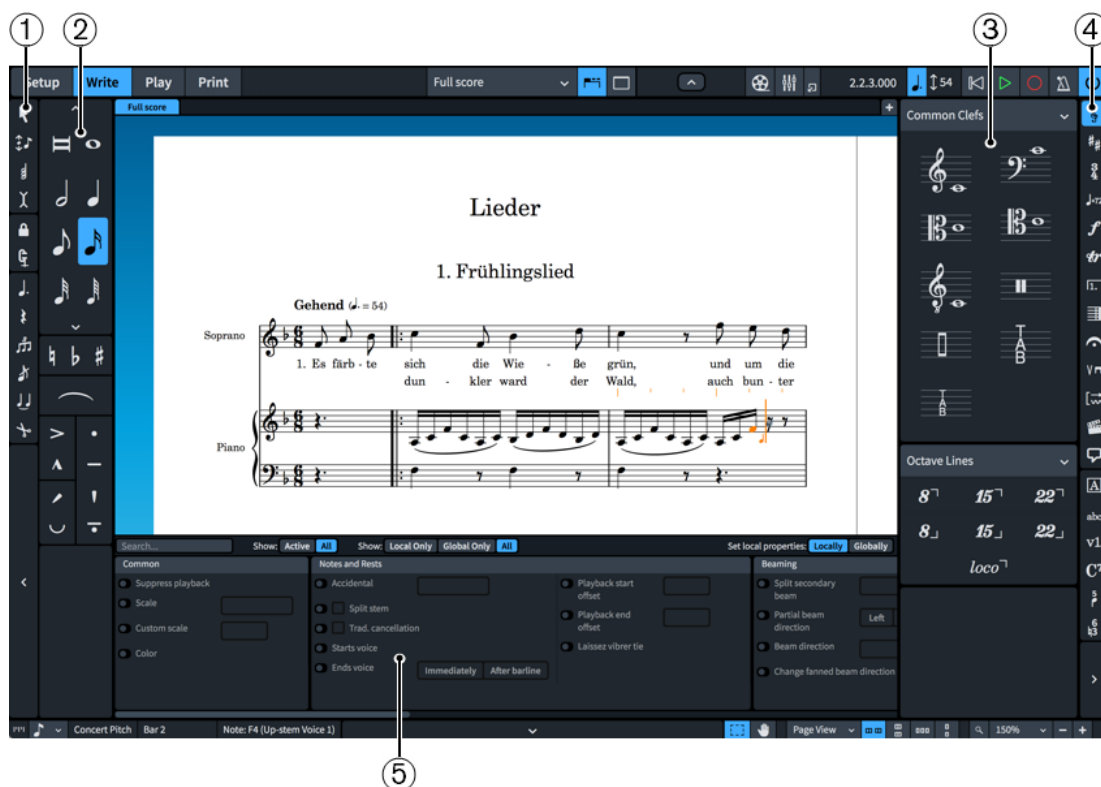 1 2 3 4
Setup Write Play Print Full score 2.2.3.000 = 54
Full score
Common Clefs
Lieder
1. Frühlingslied
Gehend (♩. = 54)
Soprano
1. Es färb - te sich die Wie - ße grün, und um die
dun - kler ward der Wald, auch bun - ter
Piano
TAB
TAB
Octave Lines
8 15 22
8 15 22
loco
Search... Show: Active All Show: Local Only Global Only All Set local properties: Locally Globally
Common Notes and Rests Beaming
Suppress playback Accidental Playback start offset Split secondary beam
Scale Split stem Playback end offset Partial beam direction Left
Custom scale Trad. cancellation Laissez vibrer tie Beam direction
Color Starts voice Change fanned beam direction
Ends voice Immediately After barline
Concert Pitch Bar 2 Note: F4 (Up-stem Voice 1) Page View 150%
5